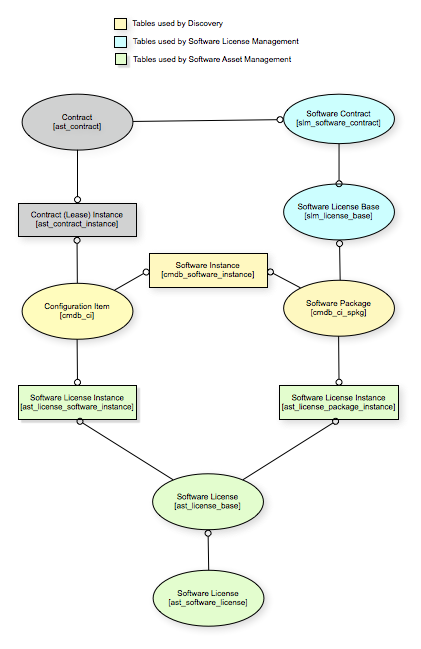 Tables used by Discovery
Tables used by Software License Management
Tables used by Software Asset Management
Contract
[ast_contract]
Software Contract
[slm_software_contract]
Contract (Lease) Instance
[ast_contract_instance]
Software License Base
[slm_license_base]
Software Instance
[cmdb_software_instance]
Configuration Item
[cmdb_ci]
Software Package
[cmdb_ci_spkg]
Software License Instance
[ast_license_software_instance]
Software License Instance
[ast_license_package_instance]
Software License
[ast_license_base]
Software License
[ast_software_license]